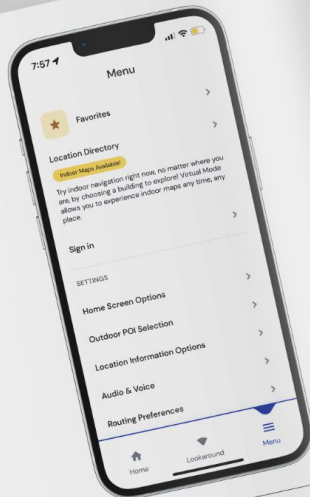 7:57
Menu
Favorites
Location Directory
Indoor Maps Available!
Try indoor navigation right now, no matter where you
are, by choosing a building to explore! Virtual Mode
allows you to experience indoor maps any time, any
place.
Sign in
SETTINGS
Home Screen Options
Outdoor POI Selection
Location Information Options
Audio & Voice
Routing Preferences
Home
Lookaround
Menu